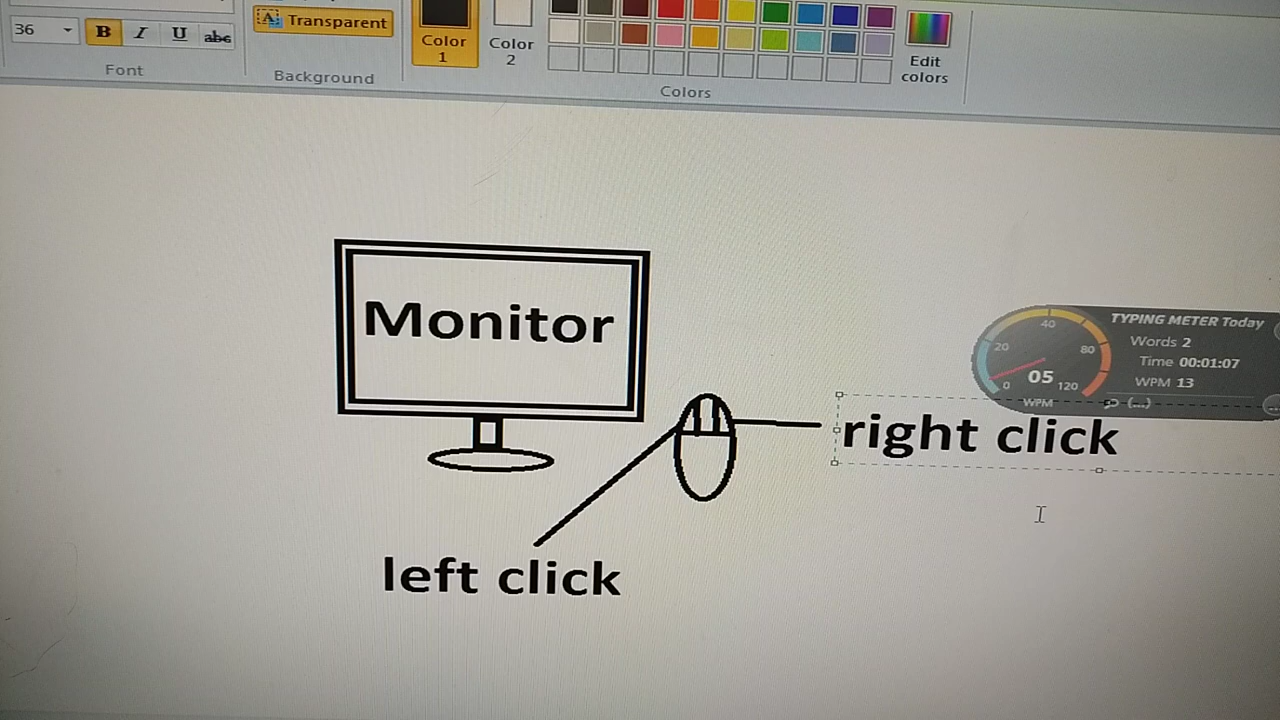 36
B I U abc
Font
Transparent
Background
Color 1
Color 2
Colors
Edit colors
Monitor
TYPING METER Today
Words 2
Time 00:01:07
WPM 13
0 20 40 80 120
05
WPM
(...)
right click
left click